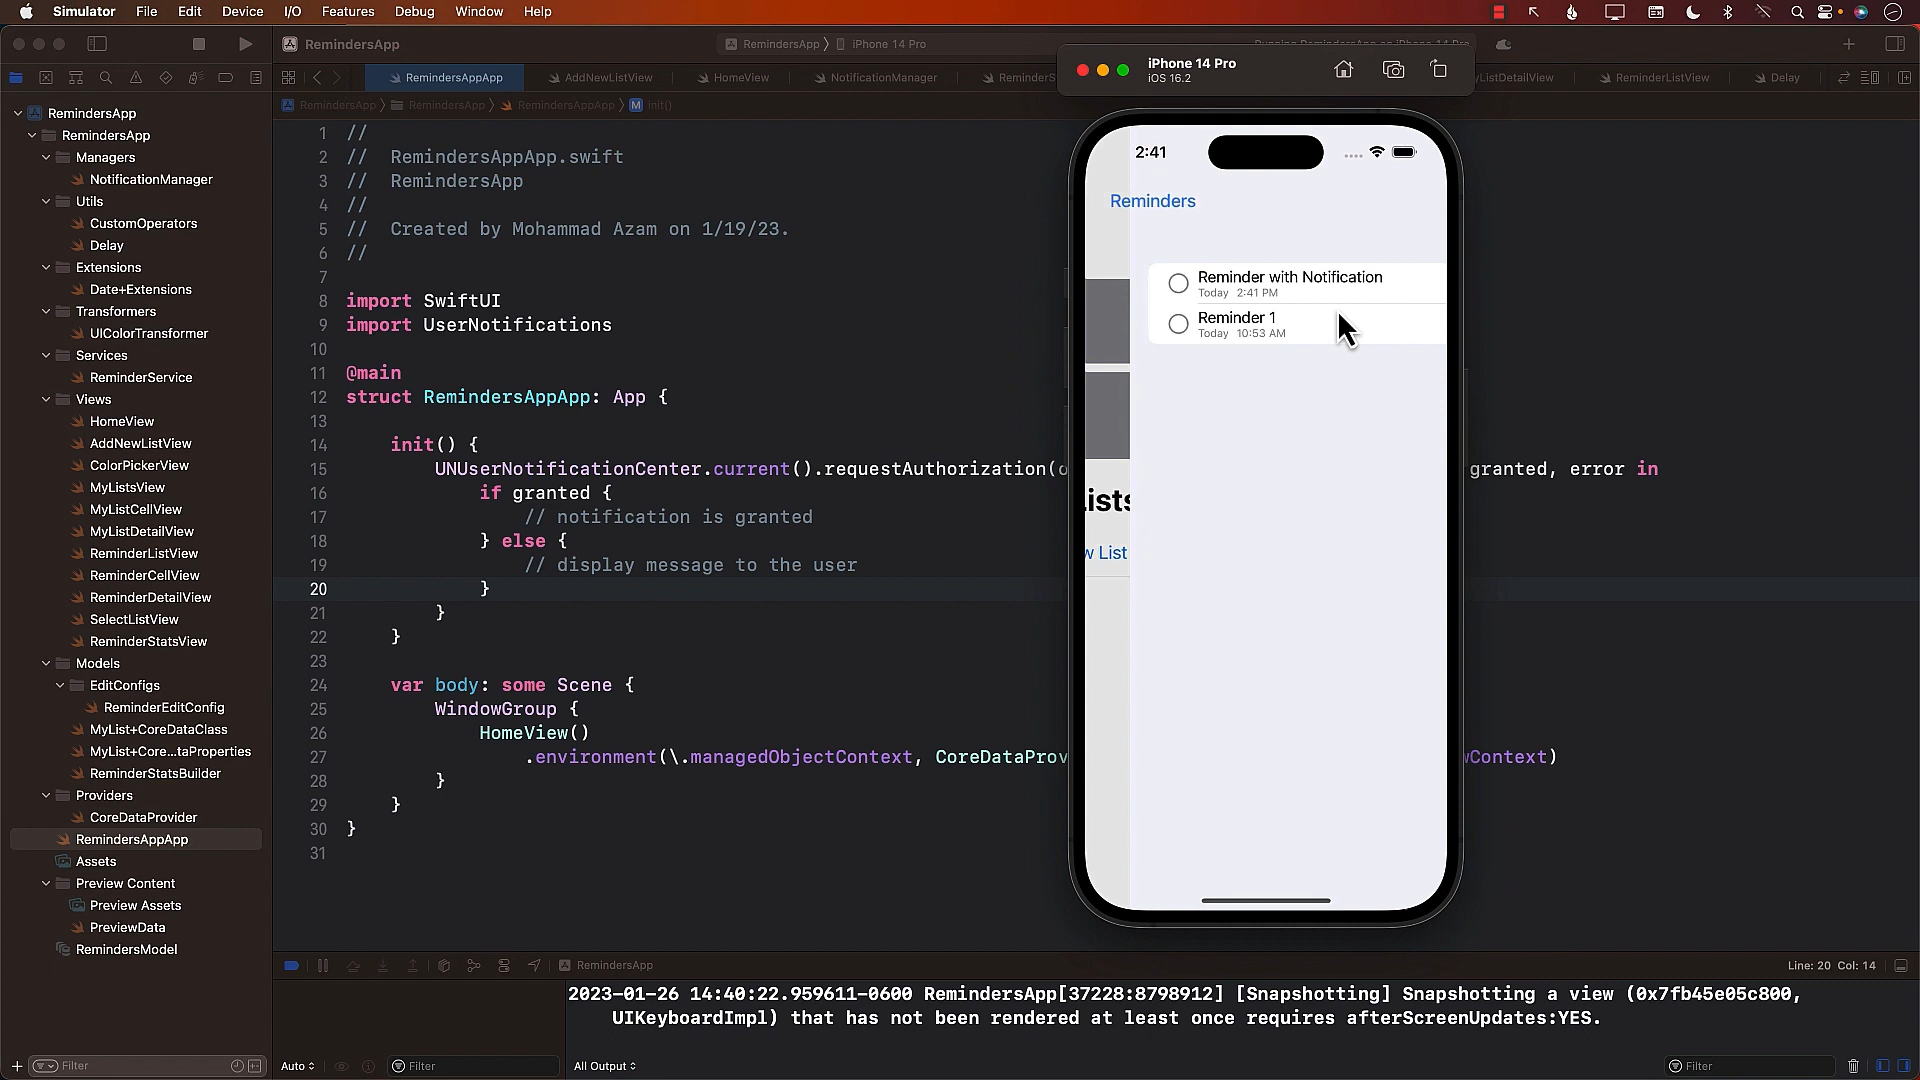 Simulator File Edit Device I/O Features Debug Window Help
RemindersApp
RemindersApp iPhone 14 Pro
RemindersAppApp
AddNewListView
HomeView
NotificationManager
ReminderS
ListDetailView
ReminderListView
Delay
RemindersApp RemindersApp RemindersAppApp M init()
RemindersApp
RemindersApp
Managers
NotificationManager
Utils
CustomOperators
Delay
Extensions
Date+Extensions
Transformers
UIColorTransformer
Services
ReminderService
Views
HomeView
AddNewListView
ColorPickerView
MyListsView
MyListCellView
MyListDetailView
ReminderListView
ReminderCellView
ReminderDetailView
SelectListView
ReminderStatsView
Models
EditConfigs
ReminderEditConfig
MyList+CoreDataClass
MyList+Core...taProperties
ReminderStatsBuilder
Providers
CoreDataProvider
RemindersAppApp
Assets
Preview Content
Preview Assets
PreviewData
RemindersModel
Filter
1 //
2 // RemindersAppApp.swift
3 // RemindersApp
4 //
5 // Created by Mohammad Azam on 1/19/23.
6 //
7
8 import SwiftUI
9 import UserNotifications
10
11 @main
12 struct RemindersAppApp: App {
13
14 init() {
15 UNUserNotificationCenter.current().requestAuthorization( granted, error in
16 if granted {
17 // notification is granted
18 } else {
19 // display message to the user
20 }
21 }
22 }
23
24 var body: some Scene {
25 WindowGroup {
26 HomeView()
27 .environment(\.managedObjectContext, CoreDataProv wContext)
28 }
29 }
30 }
31
iPhone 14 Pro
iOS 16.2
2:41
Reminders
Reminder with Notification
Today 2:41 PM
Reminder 1
Today 10:53 AM
ists
w List
RemindersApp
Line: 20 Col: 14
2023-01-26 14:40:22.959611-0600 RemindersApp[37228:8798912] [Snapshotting] Snapshotting a view (0x7fb45e05c800,
UIKeyboardImpl) that has not been rendered at least once requires afterScreenUpdates:YES.
Auto
Filter
All Output
Filter